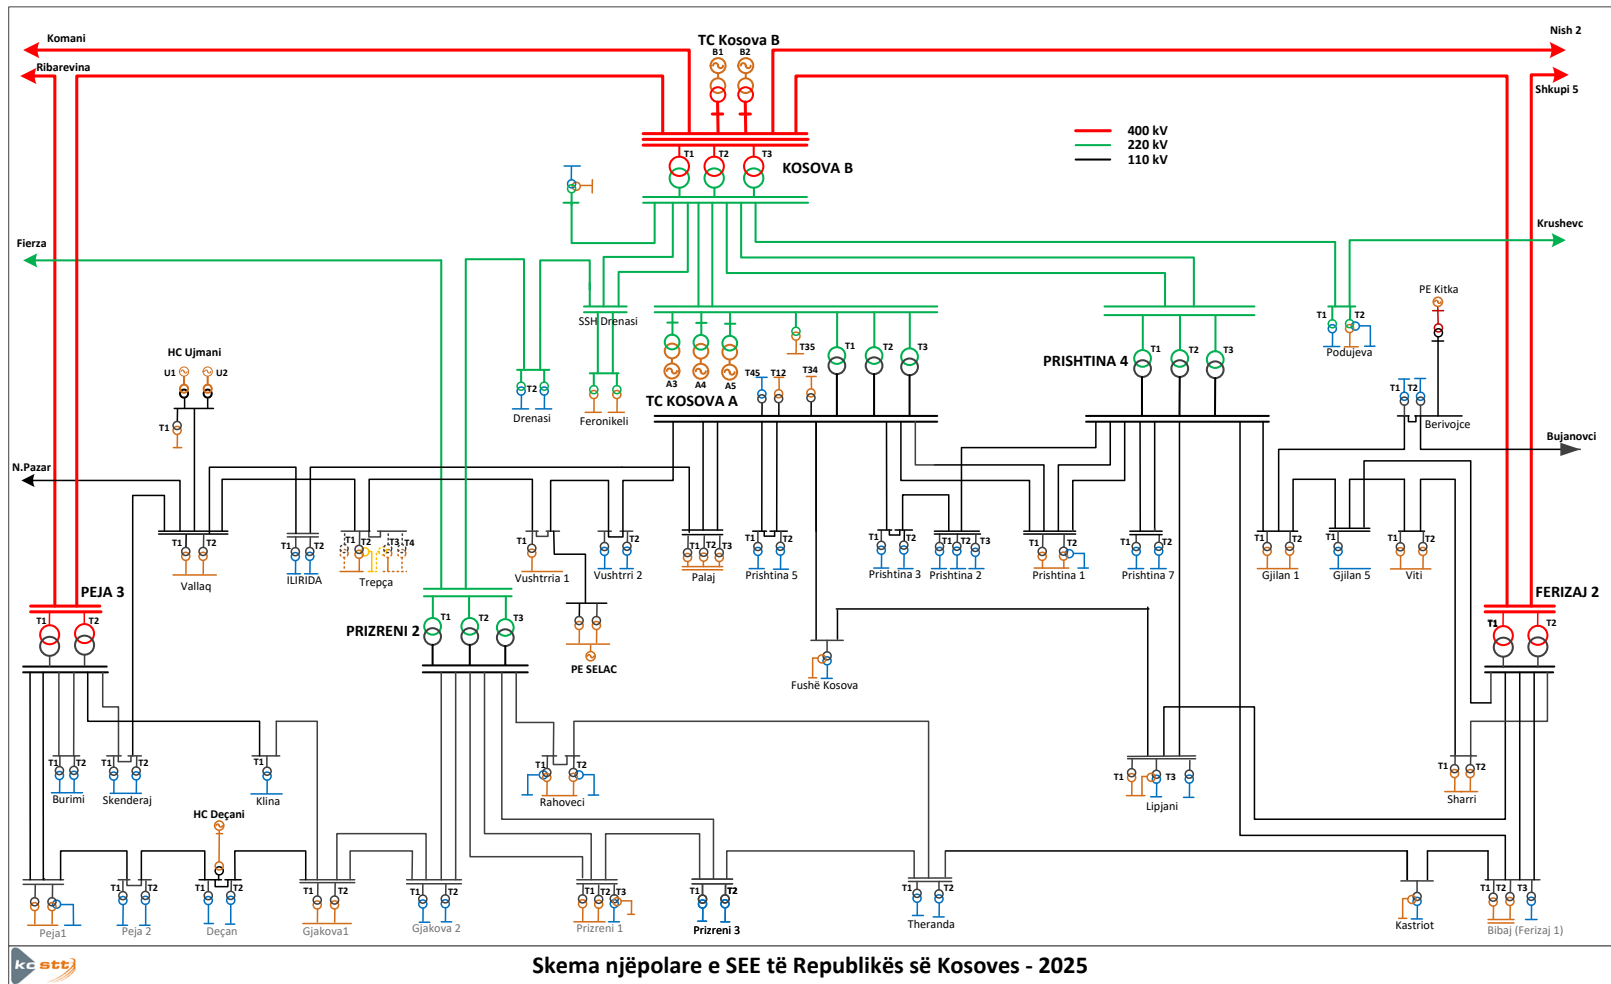 Komani
Ribarevina
TC Kosova B
B1 B2
Nish 2
Shkupi 5
400 kV
220 kV
110 kV
T1 T2 T3
KOSOVA B
Fierza
Krushevc
SSH Drenasi
PE Kitka
T1 T2
Podujeva
HC Ujmani
U1 U2
T1
T2
Drenasi
Feronikeli
A3 A4 A5
T35
T1 T2 T3
TC KOSOVA A
T45 T12 T34
PRISHTINA 4
T1 T2 T3
T1 T2
Berivojce
Bujanovci
N.Pazar
T1 T2
Vallaq
T1 T2
ILIRIDA
T1 T2 T3 T4
Trepça
T1
Vushtrria 1
T1 T2
Vushtrri 2
T1 T2 T3
Palaj
T1 T2
Prishtina 5
T1 T2
Prishtina 3
T1 T2 T3
Prishtina 2
T1 T2
Prishtina 1
T1 T2
Prishtina 7
T1 T2
Gjilan 1
T1 T2
Gjilan 5
T1 T2
Viti
PEJA 3
T1 T2
PRIZRENI 2
T1 T2 T3
PE SELAC
Fushë Kosova
FERIZAJ 2
T1 T2
T1 T2
Burimi
T1 T2
Skenderaj
T1
Klina
T1 T2
Rahoveci
T1 T3
Lipjani
T1 T2
Sharri
HC Deçani
Peja1
T1 T2
Peja 2
T1 T2
Deçan
T1 T2
Gjakova1
T1 T2
Gjakova 2
T1 T2 T3
Prizreni 1
T1 T2
Prizreni 3
T1 T2
Theranda
Kastriot
T1 T2 T3
Bibaj (Ferizaj 1)
kostt
Skema njëpolare e SEE të Republikës së Kosoves - 2025